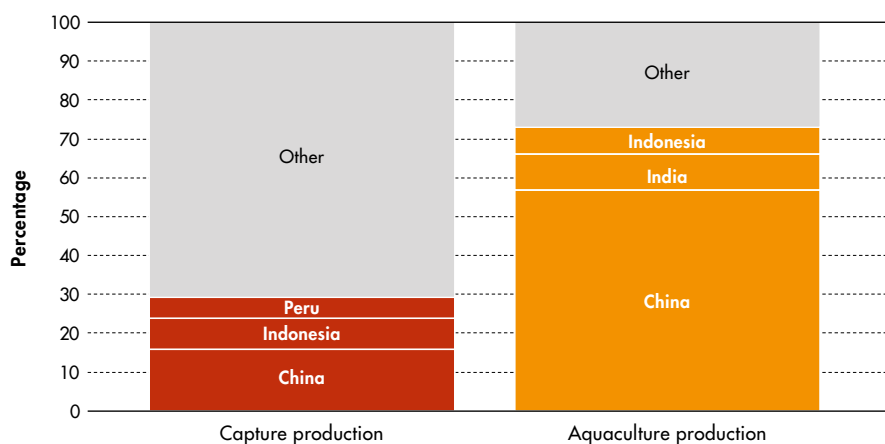 Percentage
100
90
80
70
60
50
40
30
20
10
0
Other
Peru
Indonesia
China
Other
Indonesia
India
China
Capture production
Aquaculture production